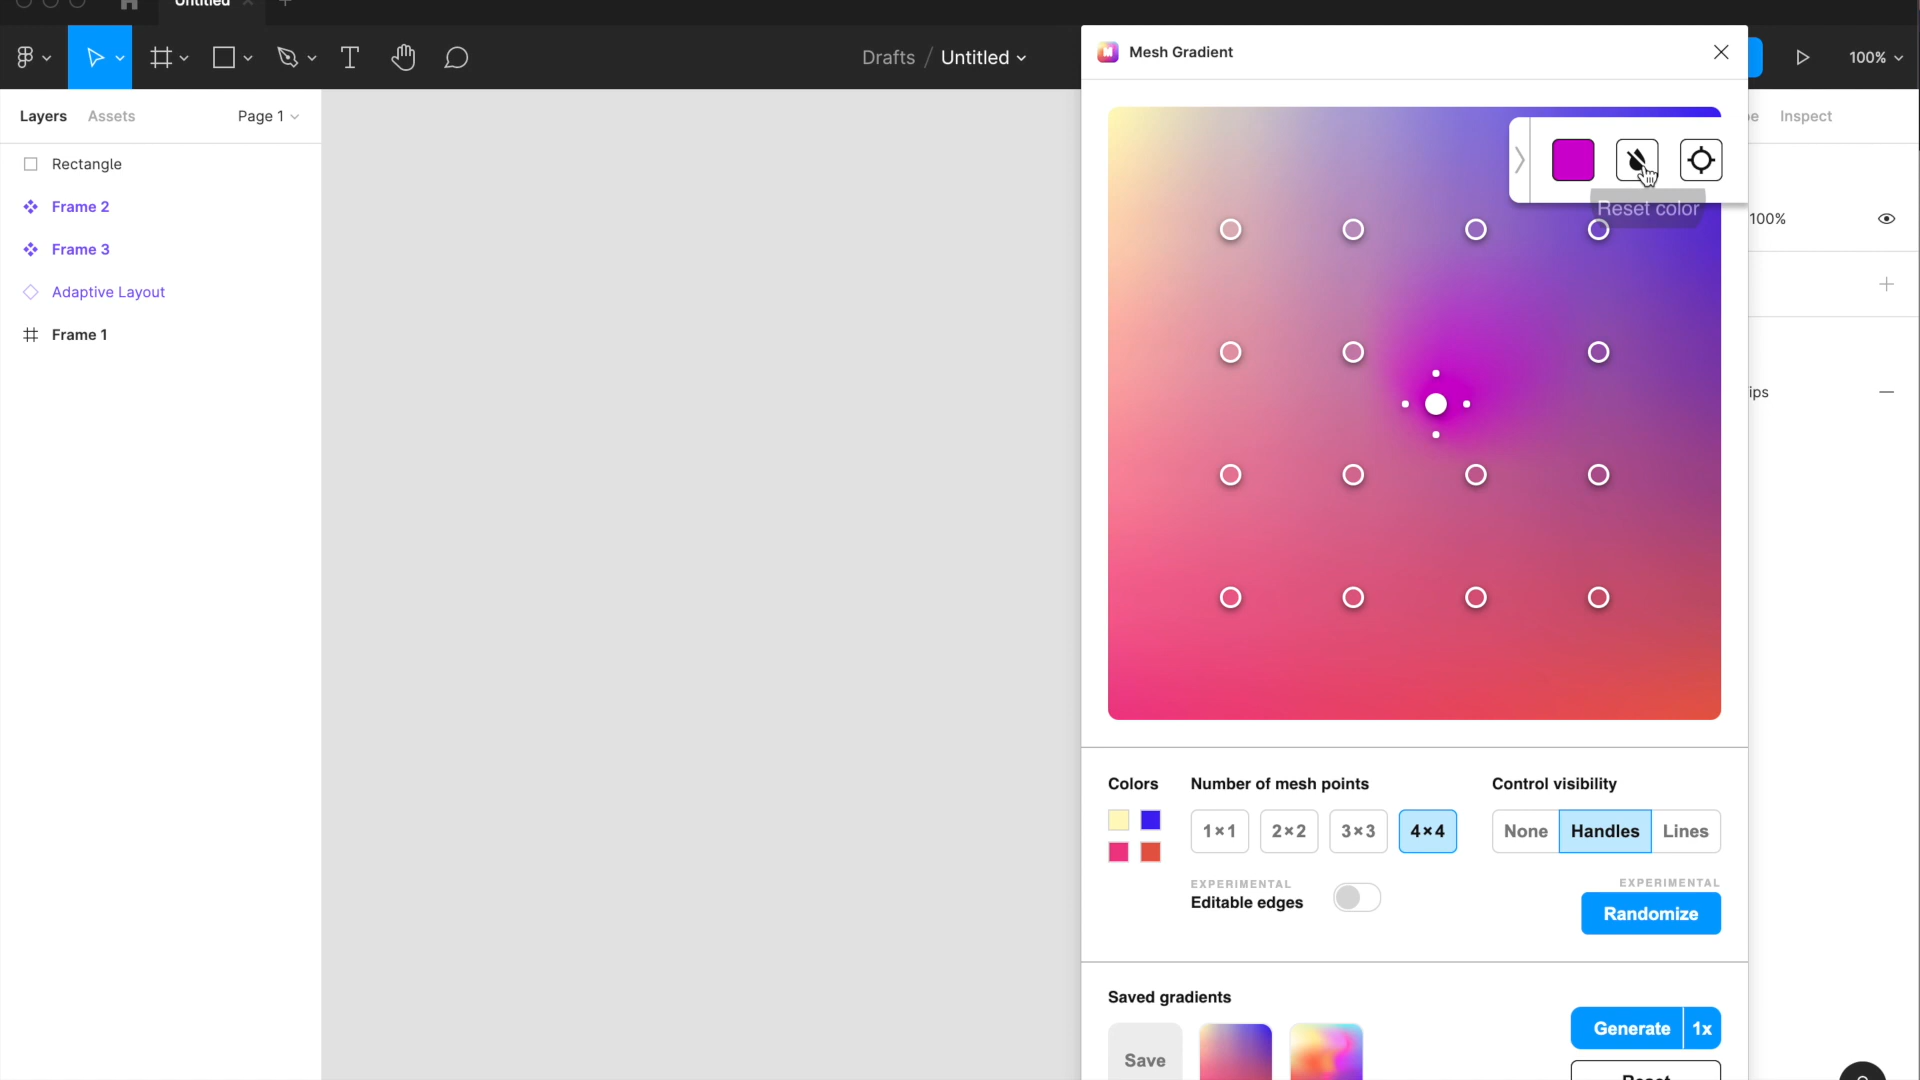 Untitled
Drafts / Untitled
100%
Mesh Gradient
Layers
Assets
Page 1
Inspect
Rectangle
Frame 2
Frame 3
Adaptive Layout
Frame 1
Reset color
100%
Colors
Number of mesh points
Control visibility
1×1
2×2
3×3
4×4
None
Handles
Lines
EXPERIMENTAL
Editable edges
EXPERIMENTAL
Randomize
Saved gradients
Save
Generate
1x
Reset